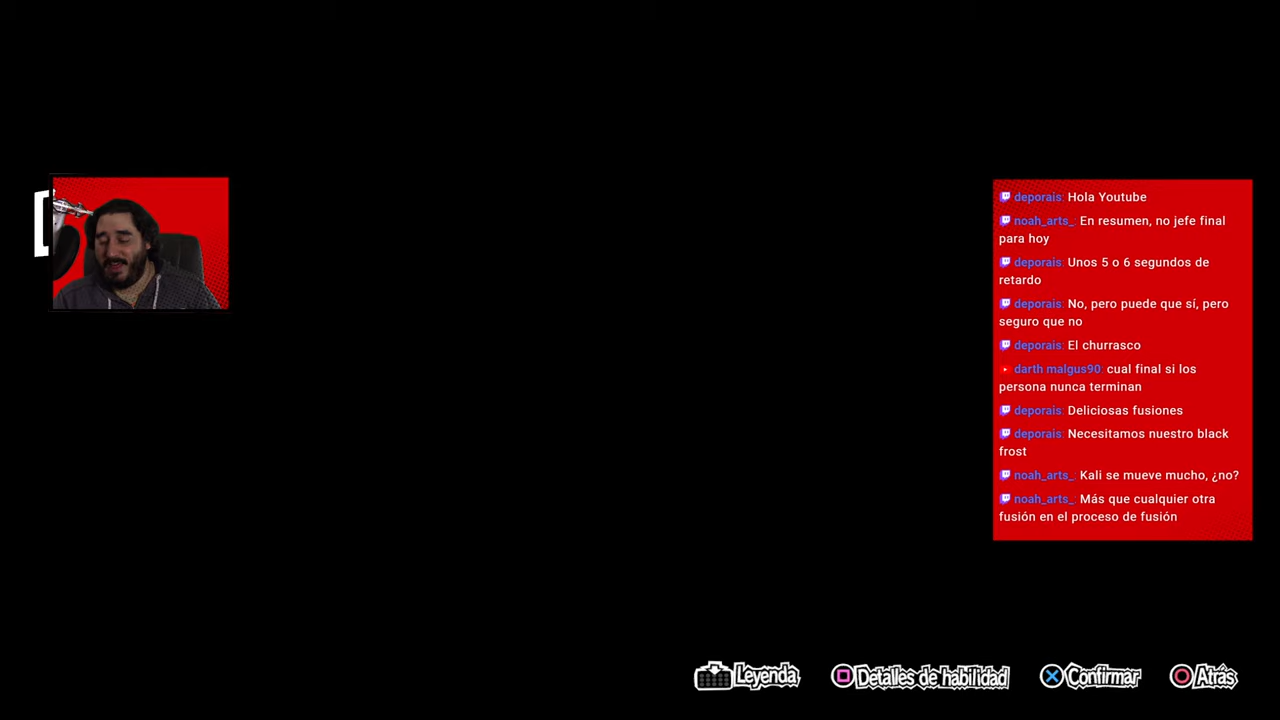 deporais: Hola Youtube
noah_arts_: En resumen, no jefe final
para hoy
deporais: Unos 5 o 6 segundos de
retardo
deporais: No, pero puede que sí, pero
seguro que no
deporais: El churrasco
darth malgus90: cual final si los
persona nunca terminan
deporais: Deliciosas fusiones
deporais: Necesitamos nuestro black
frost
noah_arts_: Kali se mueve mucho, ¿no?
noah_arts_: Más que cualquier otra
fusión en el proceso de fusión
Leyenda Detalles de habilidad Confirmar Atrás